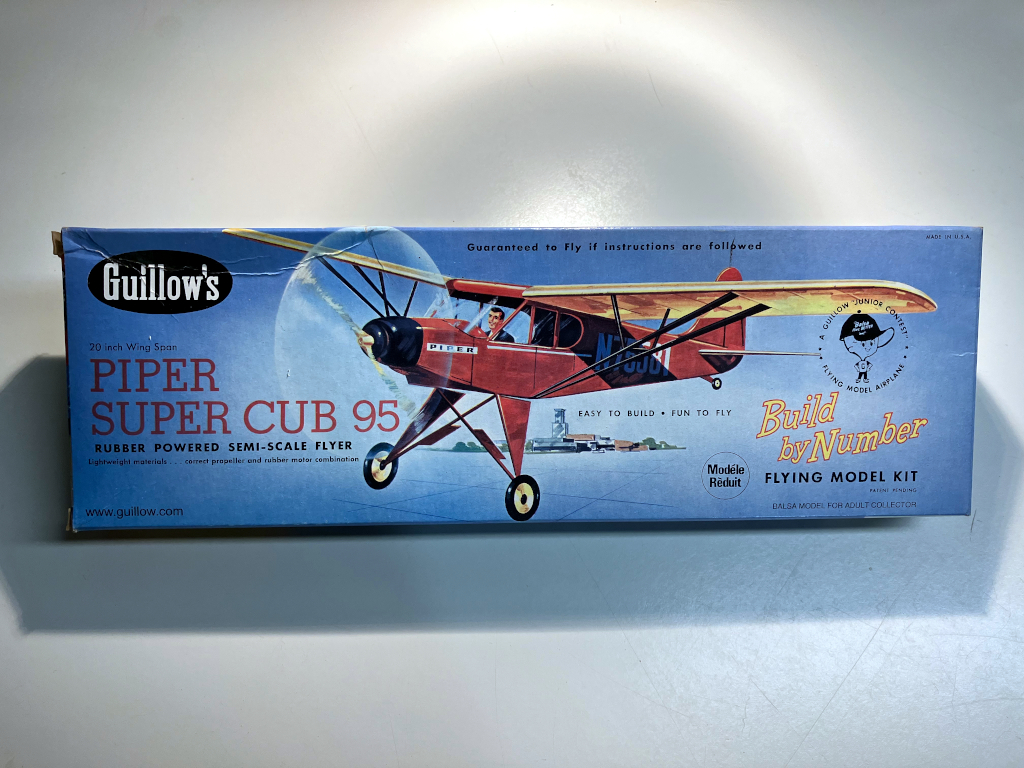 Guaranteed to Fly if instructions are followed
MADE IN U.S.A.
Guillow's
20 inch Wing Span
PIPER
SUPER CUB 95
RUBBER POWERED SEMI-SCALE FLYER
Lightweight materials . . . correct propeller and rubber motor combination
www.guillow.com
PIPER
EASY TO BUILD • FUN TO FLY
Modéle
Rèduit
• A GUILLOW "JUNIOR CONTEST" •
FLYING MODEL AIRPLANE
Build
by Number
FLYING MODEL KIT
PATENT PENDING
BALSA MODEL FOR ADULT COLLECTOR